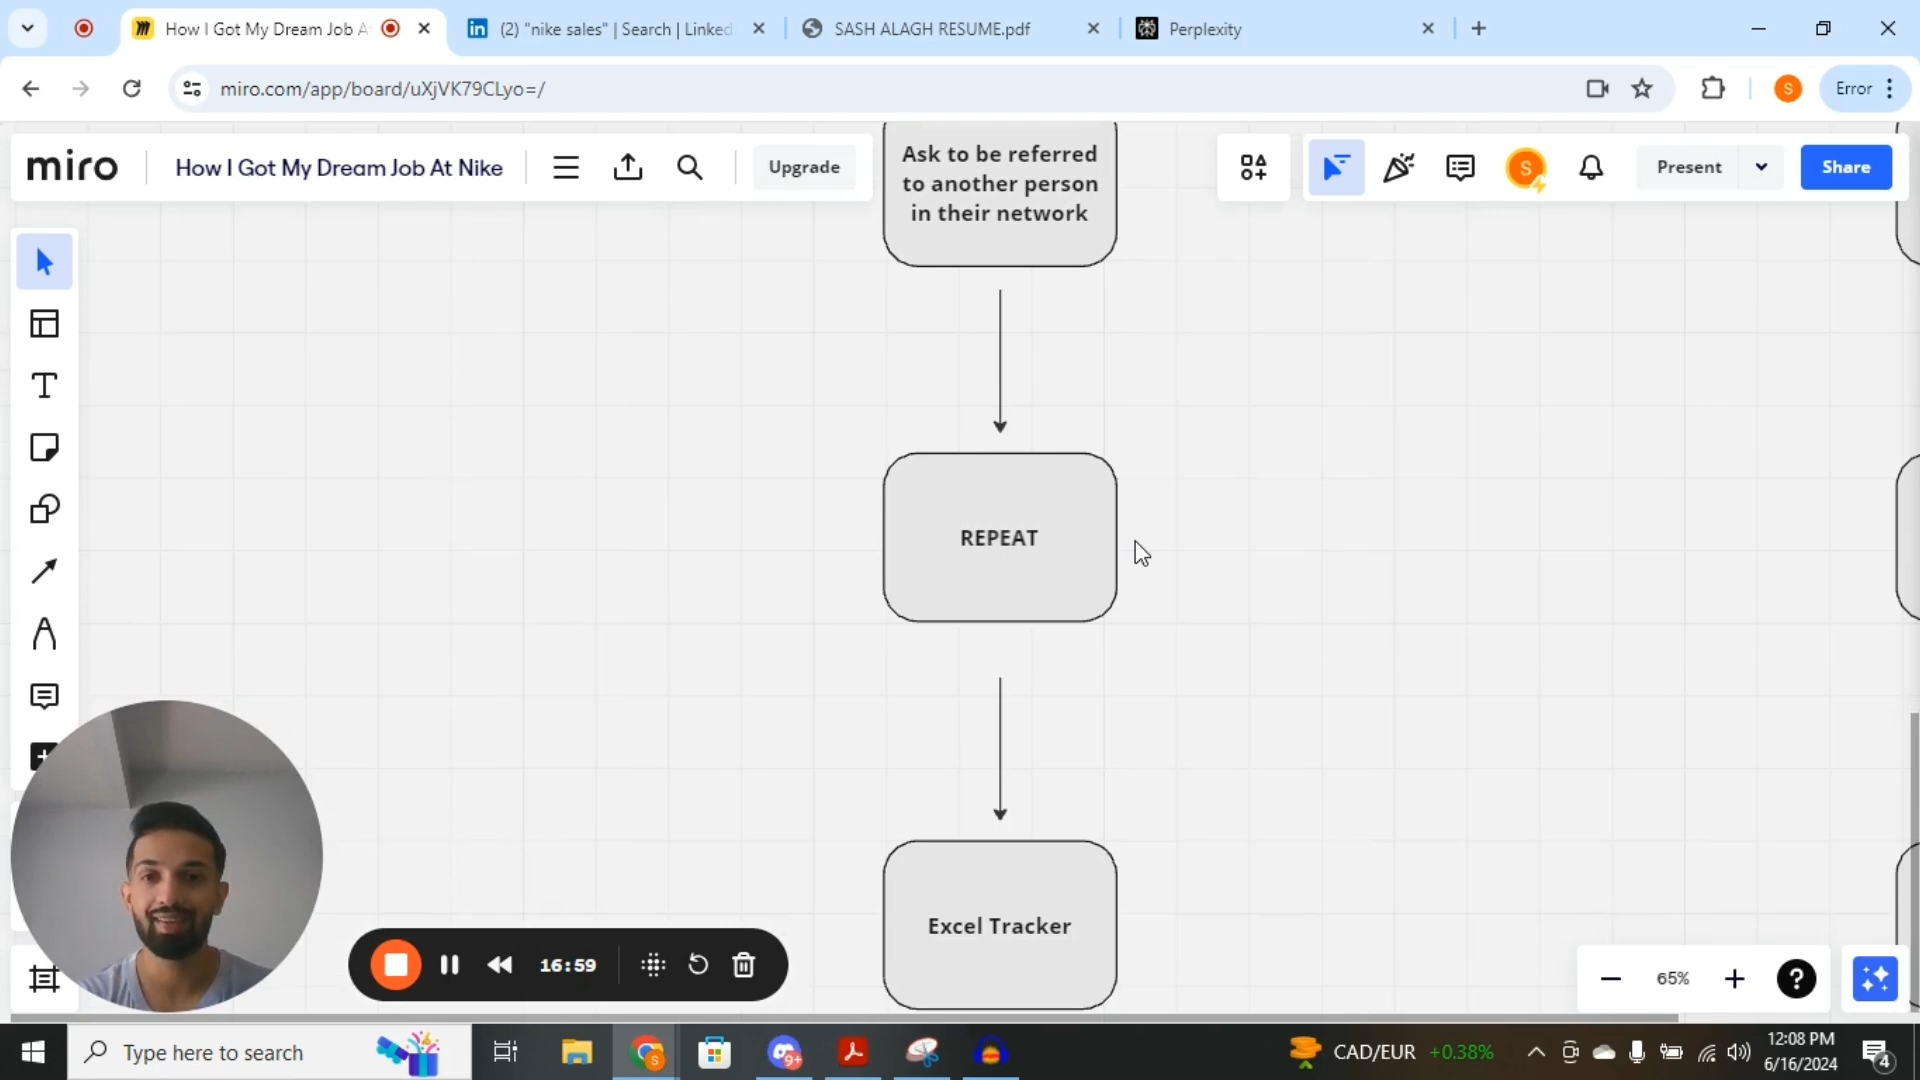 How I Got My Dream Job A
(2) "nike sales" | Search | Linked
SASH ALAGH RESUME.pdf
Perplexity
miro.com/app/board/uXjVK79CLyo=/
S
Error
miro
How I Got My Dream Job At Nike
Upgrade
S
Present
Share
Ask to be referred
to another person
in their network
REPEAT
Excel Tracker
16:59
65%
Type here to search
9+
CAD/EUR +0.38%
12:08 PM
6/16/2024
4